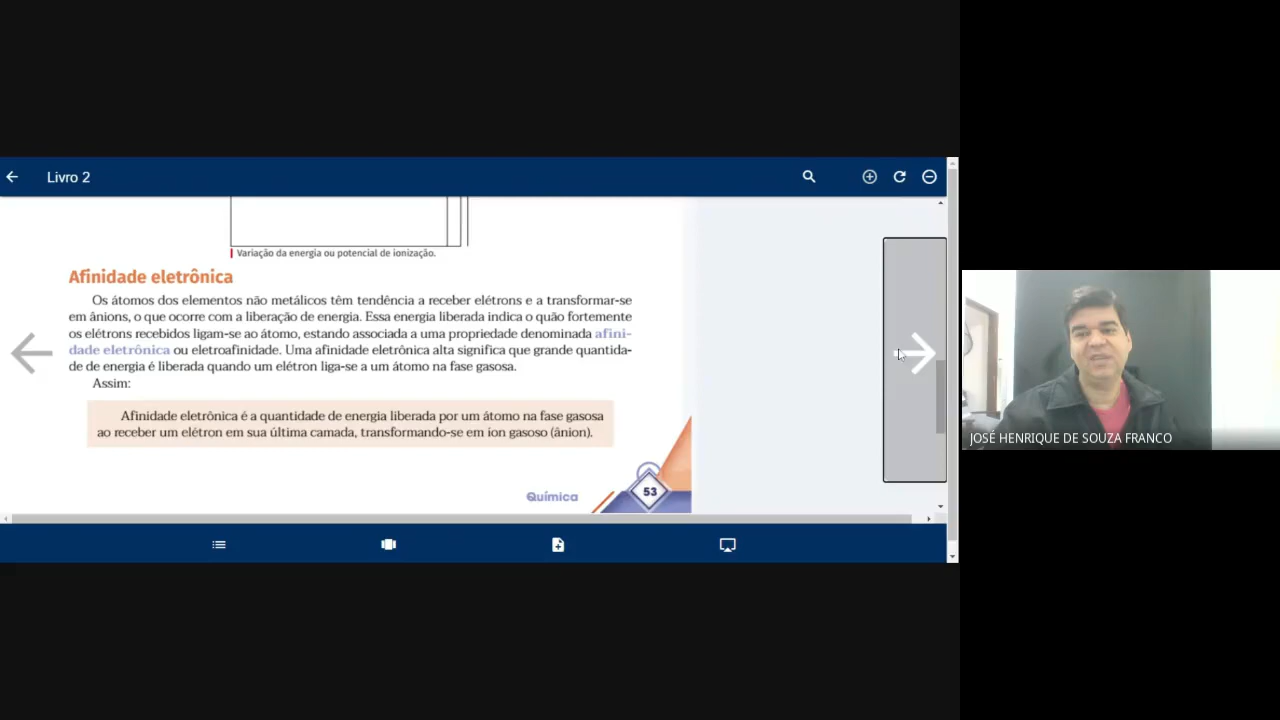 Livro 2
Variação da energia ou potencial de ionização.
Afinidade eletrônica
Os átomos dos elementos não metálicos têm tendência a receber elétrons e a transformar-se
em ânions, o que ocorre com a liberação de energia. Essa energia liberada indica o quão fortemente
os elétrons recebidos ligam-se ao átomo, estando associada a uma propriedade denominada afini-
dade eletrônica ou eletroafinidade. Uma afinidade eletrônica alta significa que grande quantida-
de de energia é liberada quando um elétron liga-se a um átomo na fase gasosa.
Assim:
Afinidade eletrônica é a quantidade de energia liberada por um átomo na fase gasosa
ao receber um elétron em sua última camada, transformando-se em íon gasoso (ânion).
Química
53
JOSÉ HENRIQUE DE SOUZA FRANCO